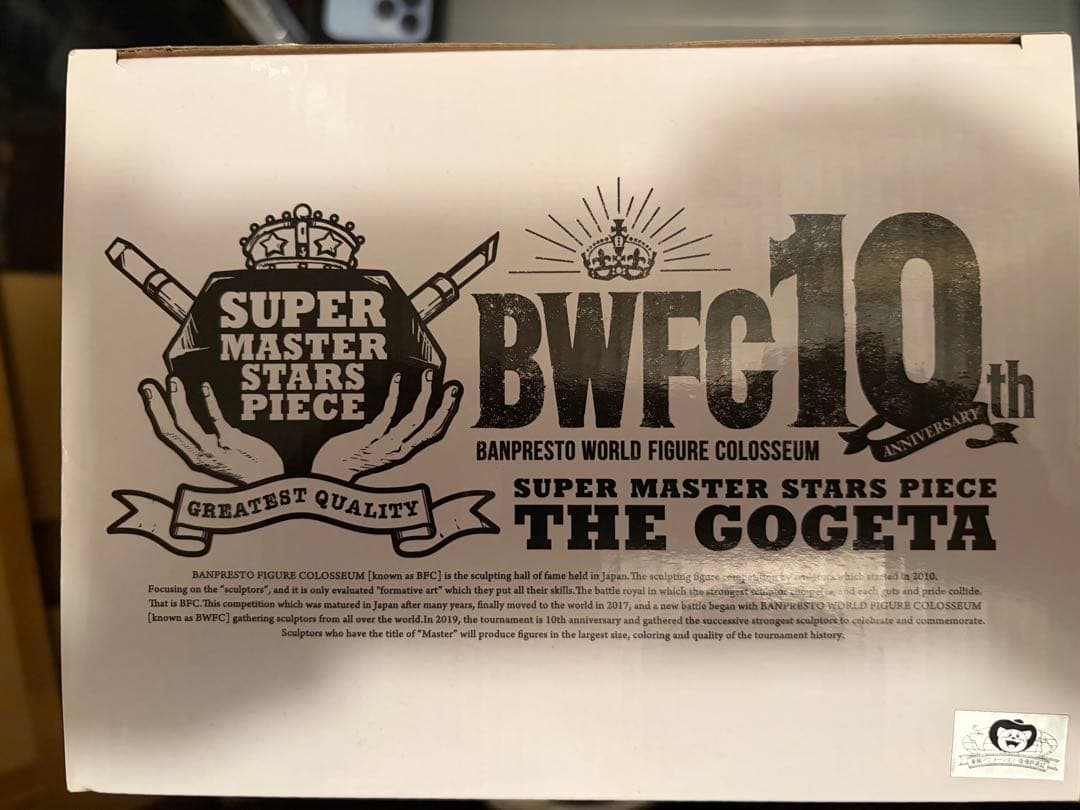 SUPER
MASTER
STARS
PIECE
GREATEST QUALITY
BWFC10th
ANNIVERSARY
BANPRESTO WORLD FIGURE COLOSSEUM
SUPER MASTER STARS PIECE
THE GOGETA
BANPRESTO FIGURE COLOSSEUM [known as BFC] is the sculpting hall of fame held in Japan.The sculpting figure competition by sculptors which started in 2010.
Focusing on the "sculptors", and it is only evaluated "formative art" which they put all their skills.The battle royal in which the strongest sculptor compete, and each guts and pride collide.
That is BFC.This competition which was matured in Japan after many years, finally moved to the world in 2017, and a new battle began with BANPRESTO WORLD FIGURE COLOSSEUM
[known as BWFC] gathering sculptors from all over the world.In 2019, the tournament is 10th anniversary and gathered the successive strongest sculptors to celebrate and commemorate.
Sculptors who have the title of "Master" will produce figures in the largest size, coloring and quality of the tournament history.